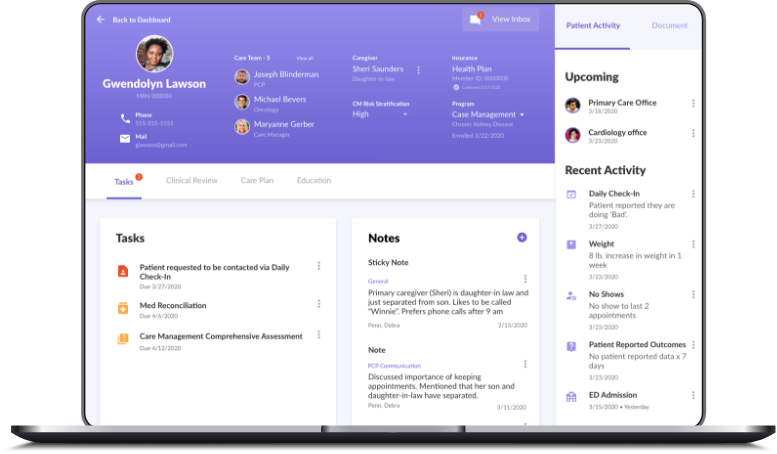 Back to Dashboard
View Inbox
Gwendolyn Lawson
MRN 000000
Phone
555-555-5555
Mail
glawson@gmail.com
Care Team - 5
View all
Joseph Blinderman
PCP
Michael Bevers
Oncology
Maryanne Gerber
Care Manager
Caregiver
Sheri Saunders
Daughter-in-law
CM Risk Stratification
High
Insurance
Health Plan
Member ID: 0000000
Program
Case Management
Chronic Kidney Disease
Enrolled 3/22/2020
Tasks
Clinical Review
Care Plan
Education
Tasks
Patient requested to be contacted via Daily
Check-In
Due 3/27/2020
Med Reconciliation
Due 4/6/2020
Care Management Comprehensive Assessment
Due 4/12/2020
Notes
Sticky Note
General
Primary caregiver (Sheri) is daughter-in law and
just separated from son. Likes to be called
"Winnie". Prefers phone calls after 9 am
Penn, Debra
2/13/2020
Note
PCP Communication
Discussed importance of keeping
appointments. Mentioned that her son and
daughter-in-law have separated.
Penn, Debra
3/11/2020
Patient Activity
Document
Upcoming
Primary Care Office
3/18/2020
Cardiology office
3/23/2020
Recent Activity
Daily Check-In
Patient reported they are
doing 'Bad'.
3/27/2020
Weight
8 lb. increase in weight in 1
week
3/23/2020
No Shows
No show to last 2
appointments
3/23/2020
Patient Reported Outcomes
No patient reported data x 7
days
3/23/2020
ED Admission
3/15/2020 • Yesterday